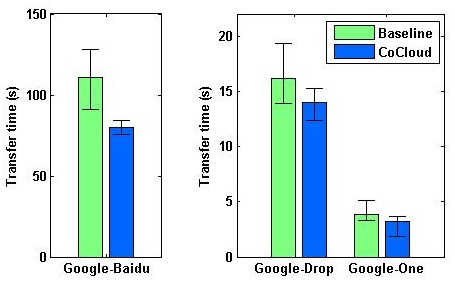 150
100
50
0
Transfer time (s)
Google-Baidu
20
15
10
5
0
Transfer time (s)
Baseline
CoCloud
Google-Drop Google-One